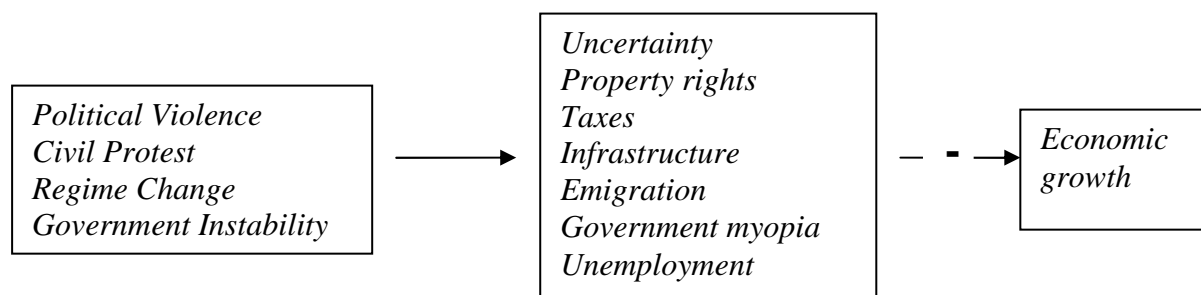 Political Violence
Civil Protest
Regime Change
Government Instability
Uncertainty
Property rights
Taxes
Infrastructure
Emigration
Government myopia
Unemployment
-
Economic
growth